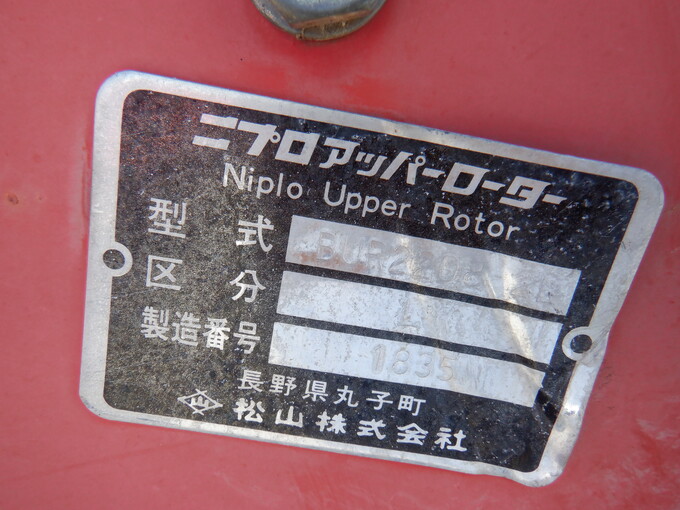 ニプロアッパーローター
Niplo Upper Rotor
型式
区分
製造番号 1835
長野県丸子町
松山株式会社